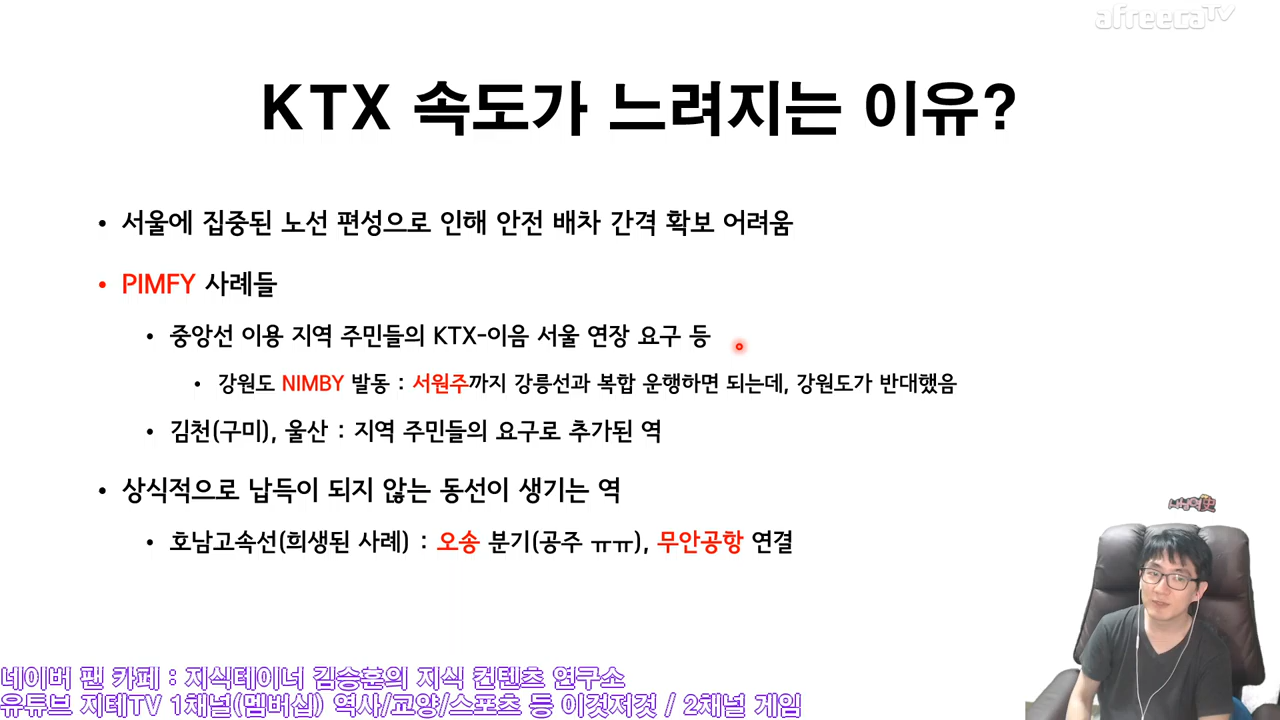 afreecaTV
KTX 속도가 느려지는 이유?
• 서울에 집중된 노선 편성으로 인해 안전 배차 간격 확보 어려움
• PIMFY 사례들
• 중앙선 이용 지역 주민들의 KTX-이음 서울 연장 요구 등
• 강원도 NIMBY 발동 : 서원주까지 강릉선과 복합 운행하면 되는데, 강원도가 반대했음
• 김천(구미), 울산 : 지역 주민들의 요구로 추가된 역
• 상식적으로 납득이 되지 않는 동선이 생기는 역
• 호남고속선(희생된 사례) : 오송 분기(공주 ㅠㅠ), 무안공항 연결
네이버 팬 카페 : 지식테이너 김승훈의 지식 컨텐츠 연구소
유튜브 지테TV 1채널(멤버십) 역사/교양/스포츠 등 이것저것 / 2채널 게임